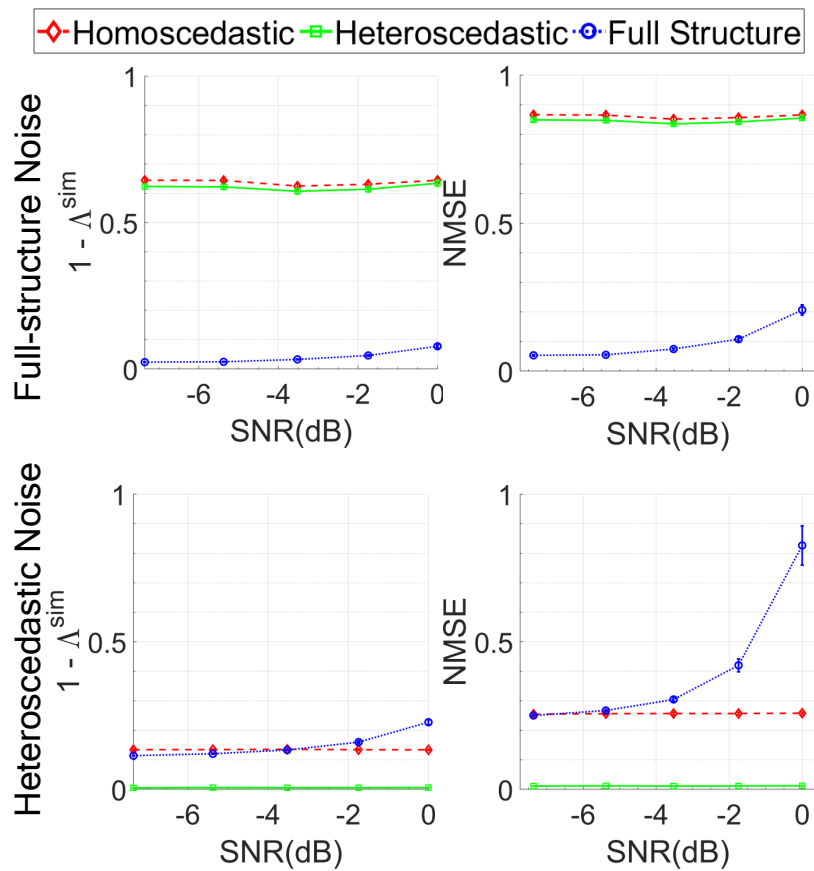 Homoscedastic Heteroscedastic Full Structure
Full-structure Noise
1 - Λsim
1
0.5
0
-6 -4 -2 0
SNR(dB)
NMSE
1
0.5
0
-6 -4 -2 0
SNR(dB)
Heteroscedastic Noise
1 - Λsim
1
0.5
0
-6 -4 -2 0
SNR(dB)
NMSE
1
0.5
0
-6 -4 -2 0
SNR(dB)